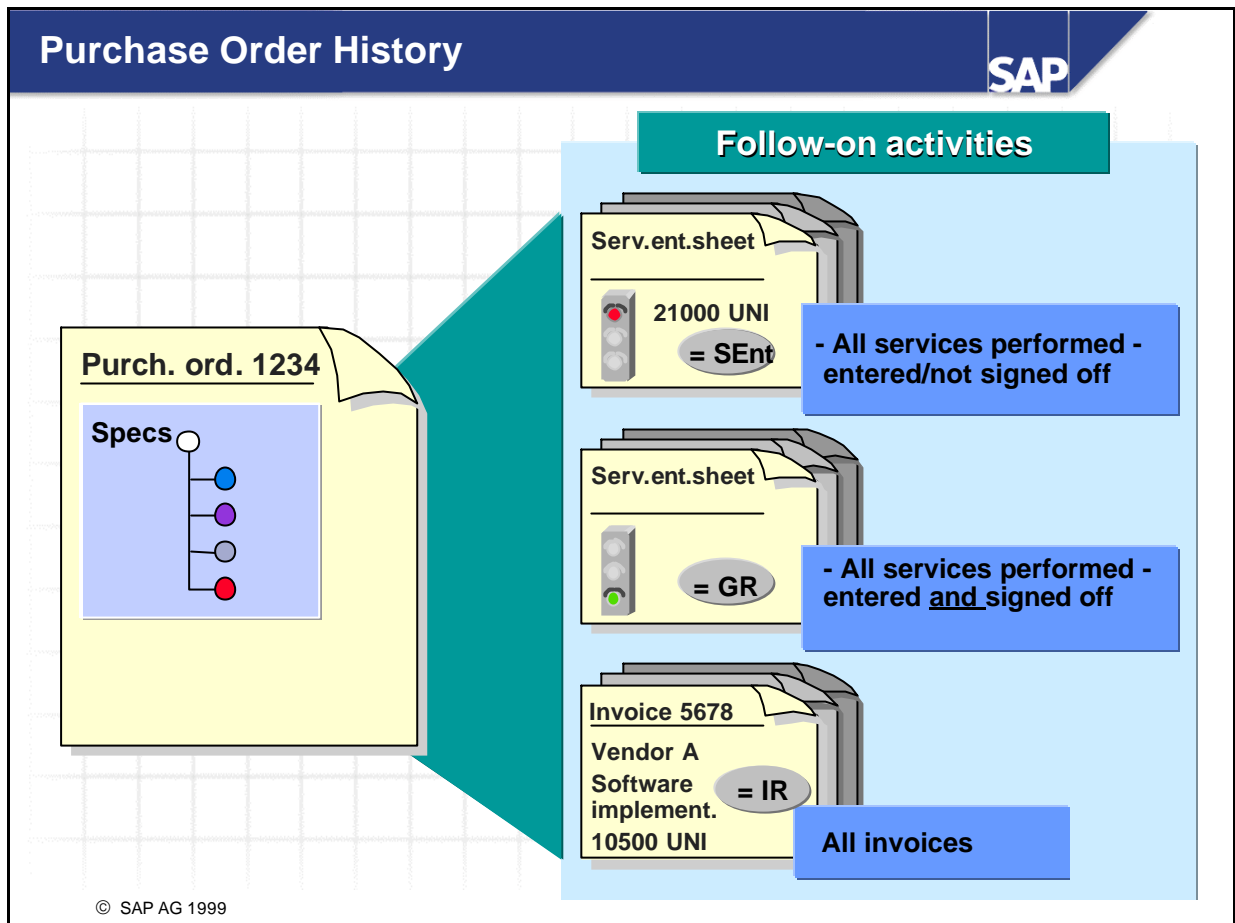 Purchase Order History
SAP
Follow-on activities
Purch. ord. 1234
Specs
Serv.ent.sheet
21000 UNI
= SEnt
- All services performed -
entered/not signed off
Serv.ent.sheet
= GR
- All services performed -
entered and signed off
Invoice 5678
Vendor A
Software
implement.
10500 UNI
= IR
All invoices
© SAP AG 1999